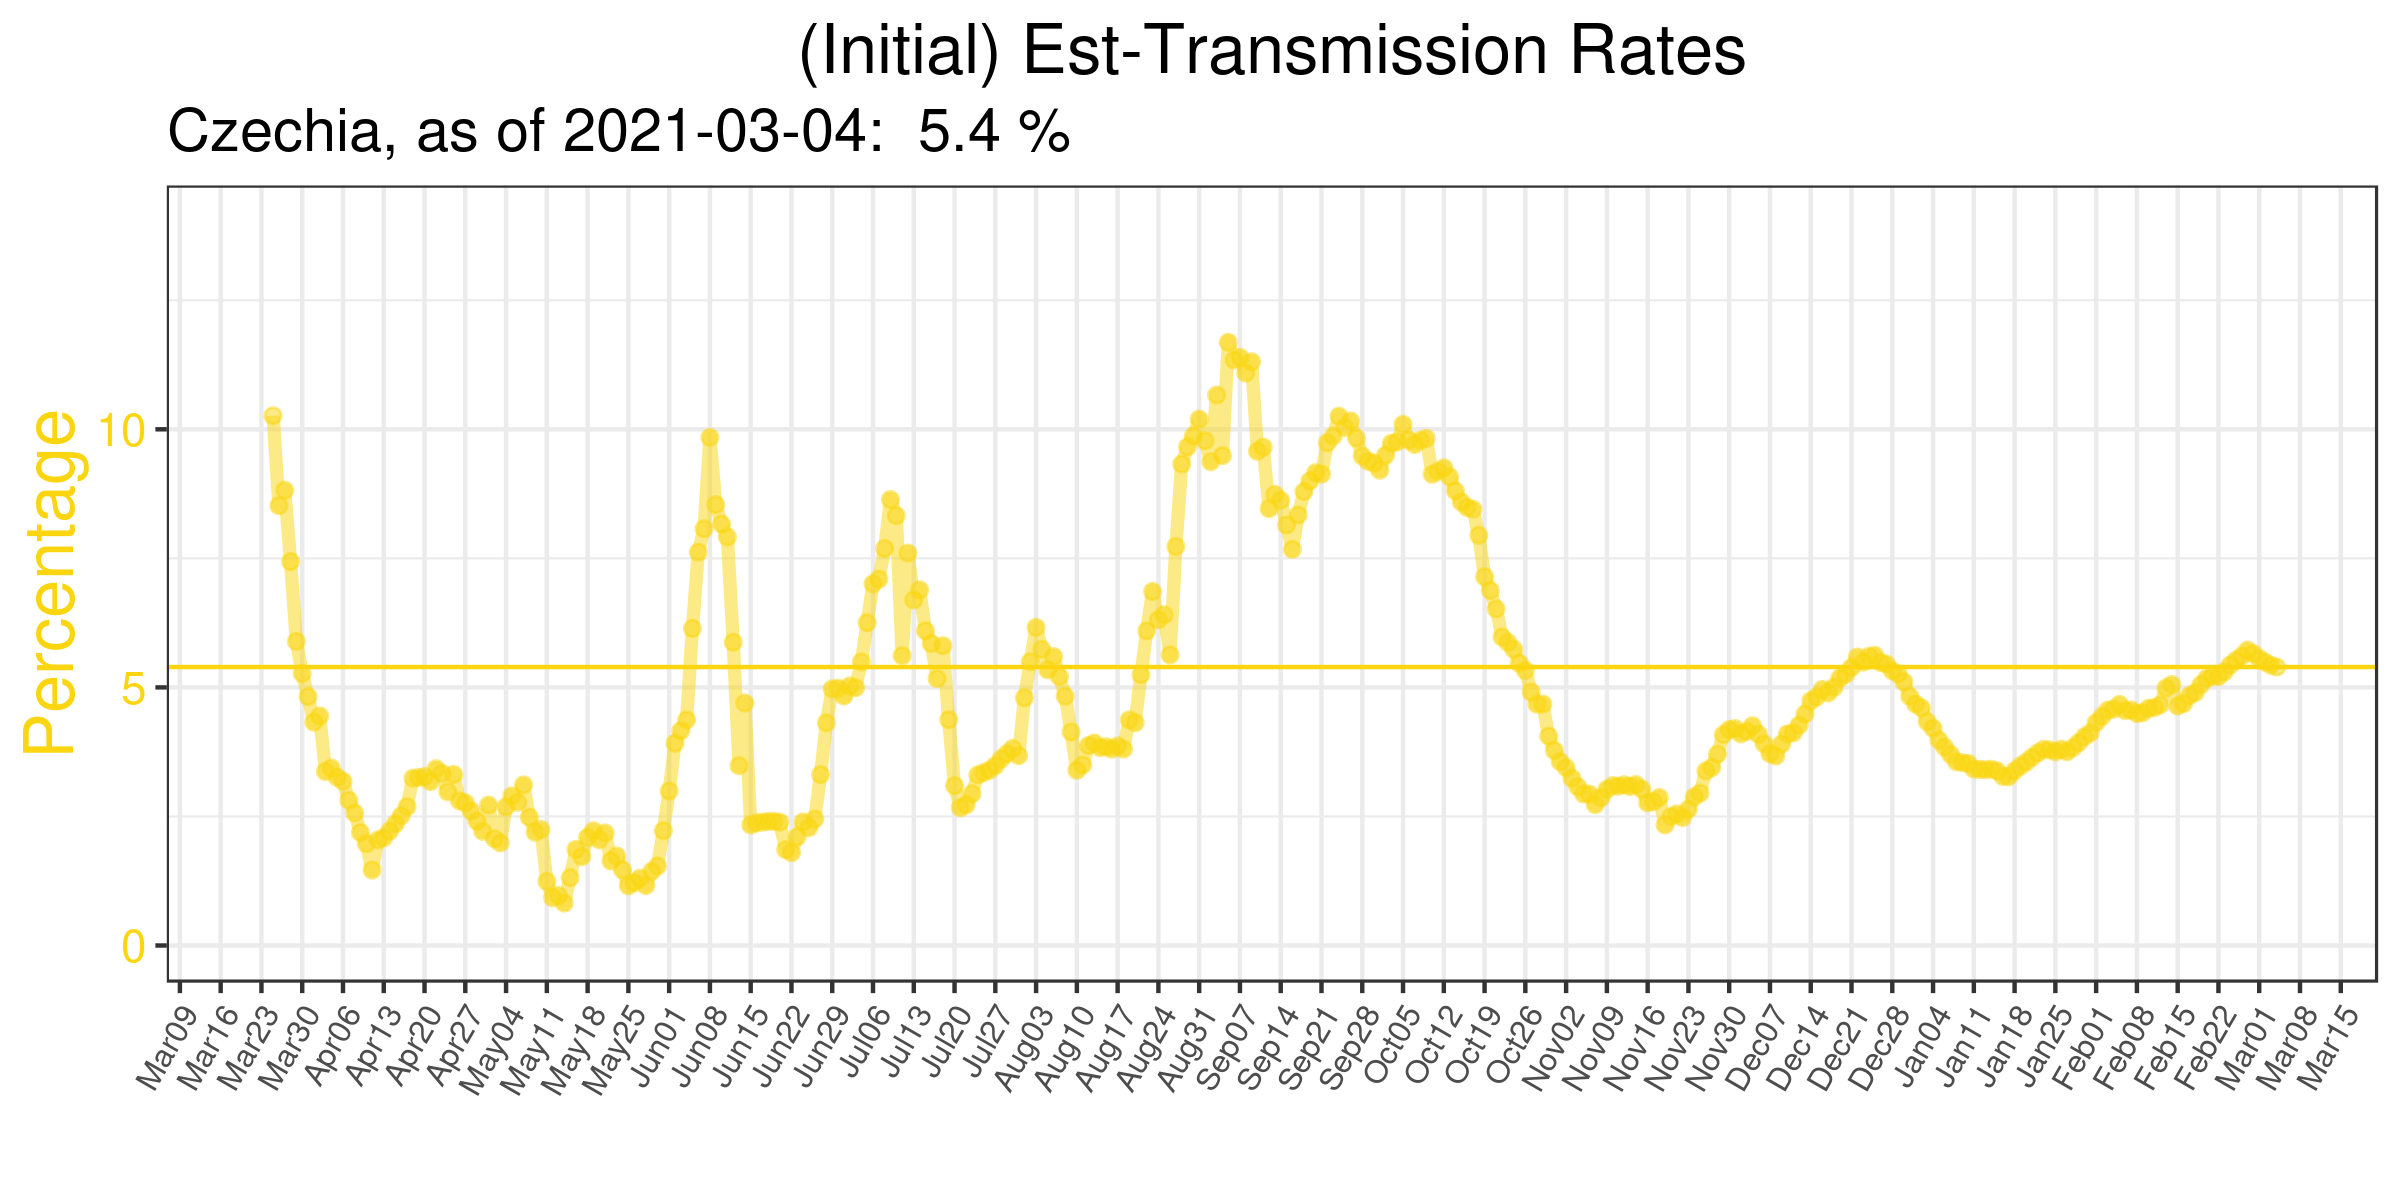 (Initial) Est-Transmission Rates
Czechia, as of 2021-03-04:  5.4 %
Percentage
10
5
0
Mar09 Mar16 Mar23 Mar30 Apr06 Apr13 Apr20 Apr27 May04 May11 May18 May25 Jun01 Jun08 Jun15 Jun22 Jun29 Jul06 Jul13 Jul20 Jul27 Aug03 Aug10 Aug17 Aug24 Aug31 Sep07 Sep14 Sep21 Sep28 Oct05 Oct12 Oct19 Oct26 Nov02 Nov09 Nov16 Nov23 Nov30 Dec07 Dec14 Dec21 Dec28 Jan04 Jan11 Jan18 Jan25 Feb01 Feb08 Feb15 Feb22 Mar01 Mar08 Mar15